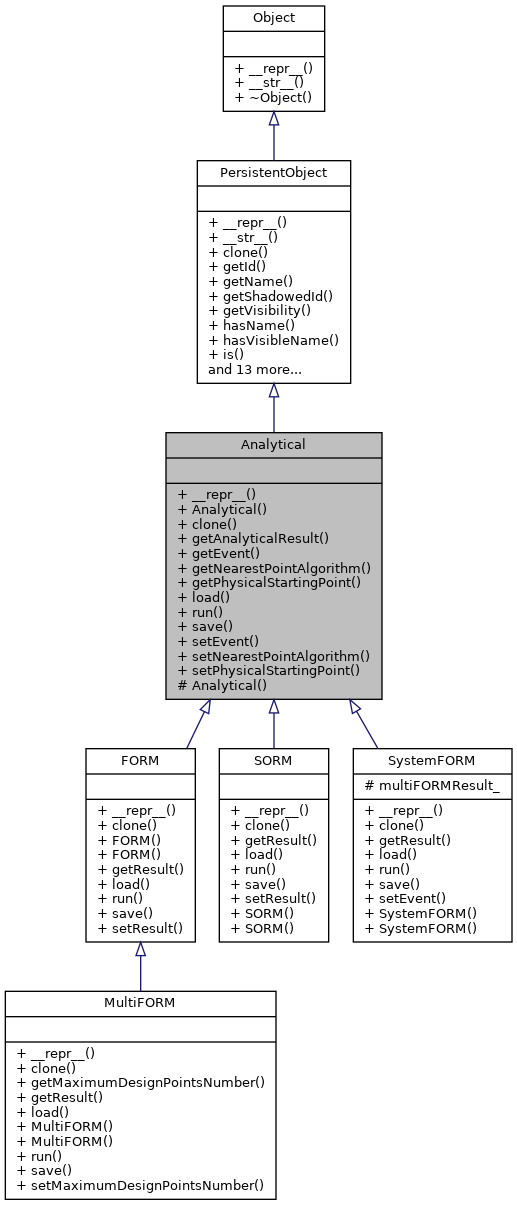 Object
+ __repr__()
+ __str__()
+ ~Object()
PersistentObject
+ __repr__()
+ __str__()
+ clone()
+ getId()
+ getName()
+ getShadowedId()
+ getVisibility()
+ hasName()
+ hasVisibleName()
+ is()
and 13 more...
Analytical
+ __repr__()
+ Analytical()
+ clone()
+ getAnalyticalResult()
+ getEvent()
+ getNearestPointAlgorithm()
+ getPhysicalStartingPoint()
+ load()
+ run()
+ save()
+ setEvent()
+ setNearestPointAlgorithm()
+ setPhysicalStartingPoint()
# Analytical()
FORM
+ __repr__()
+ clone()
+ FORM()
+ FORM()
+ getResult()
+ load()
+ run()
+ save()
+ setResult()
SORM
+ __repr__()
+ clone()
+ getResult()
+ load()
+ run()
+ save()
+ setResult()
+ SORM()
+ SORM()
SystemFORM
# multiFORMResult_
+ __repr__()
+ clone()
+ getResult()
+ load()
+ run()
+ save()
+ setEvent()
+ SystemFORM()
+ SystemFORM()
MultiFORM
+ __repr__()
+ clone()
+ getMaximumDesignPointsNumber()
+ getResult()
+ load()
+ MultiFORM()
+ MultiFORM()
+ run()
+ save()
+ setMaximumDesignPointsNumber()